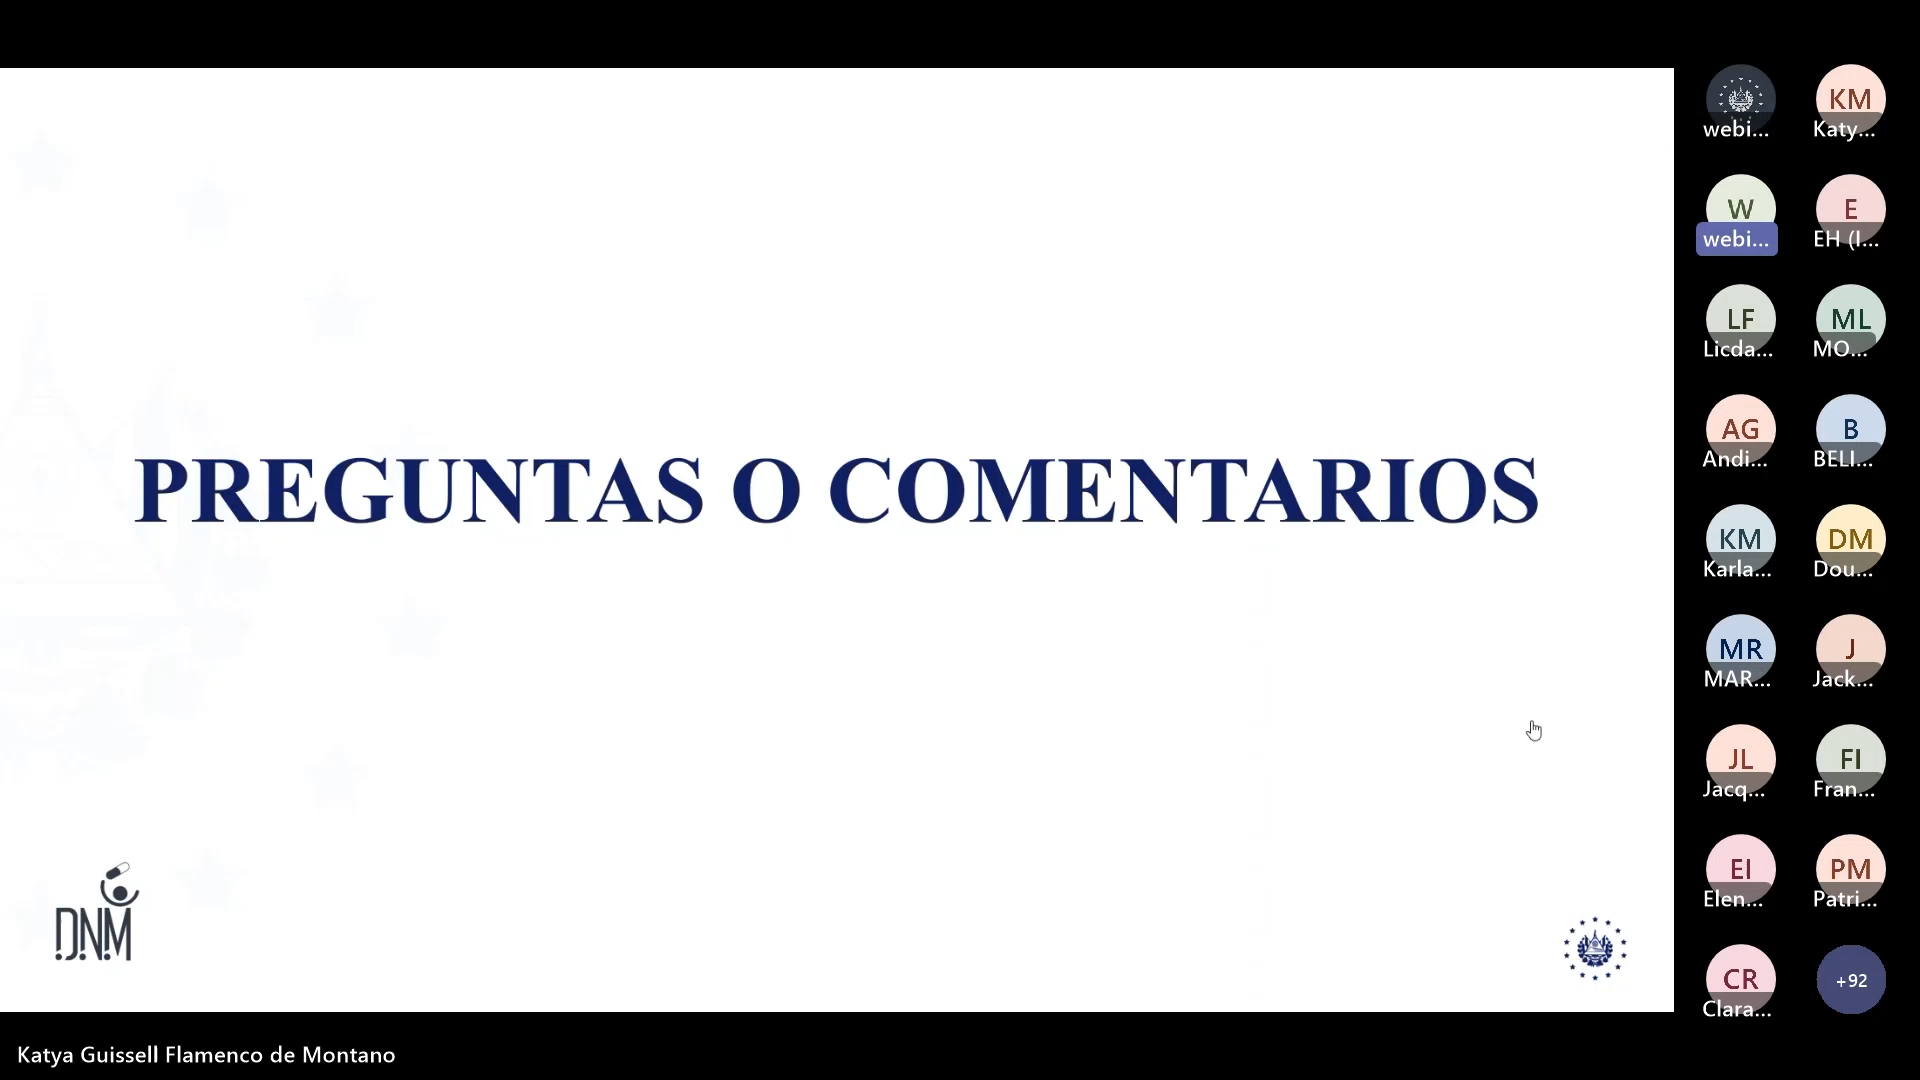 PREGUNTAS O COMENTARIOS
DNM
Katya Guissell Flamenco de Montano
webi...
KM
Katy...
W
webi...
E
EH (I...
LF
Licda...
ML
MO...
AG
Andi...
B
BELI...
KM
Karla...
DM
Dou...
MR
MAR...
J
Jack...
JL
Jacq...
FI
Fran...
EI
Elen...
PM
Patri...
CR
Clara...
+92